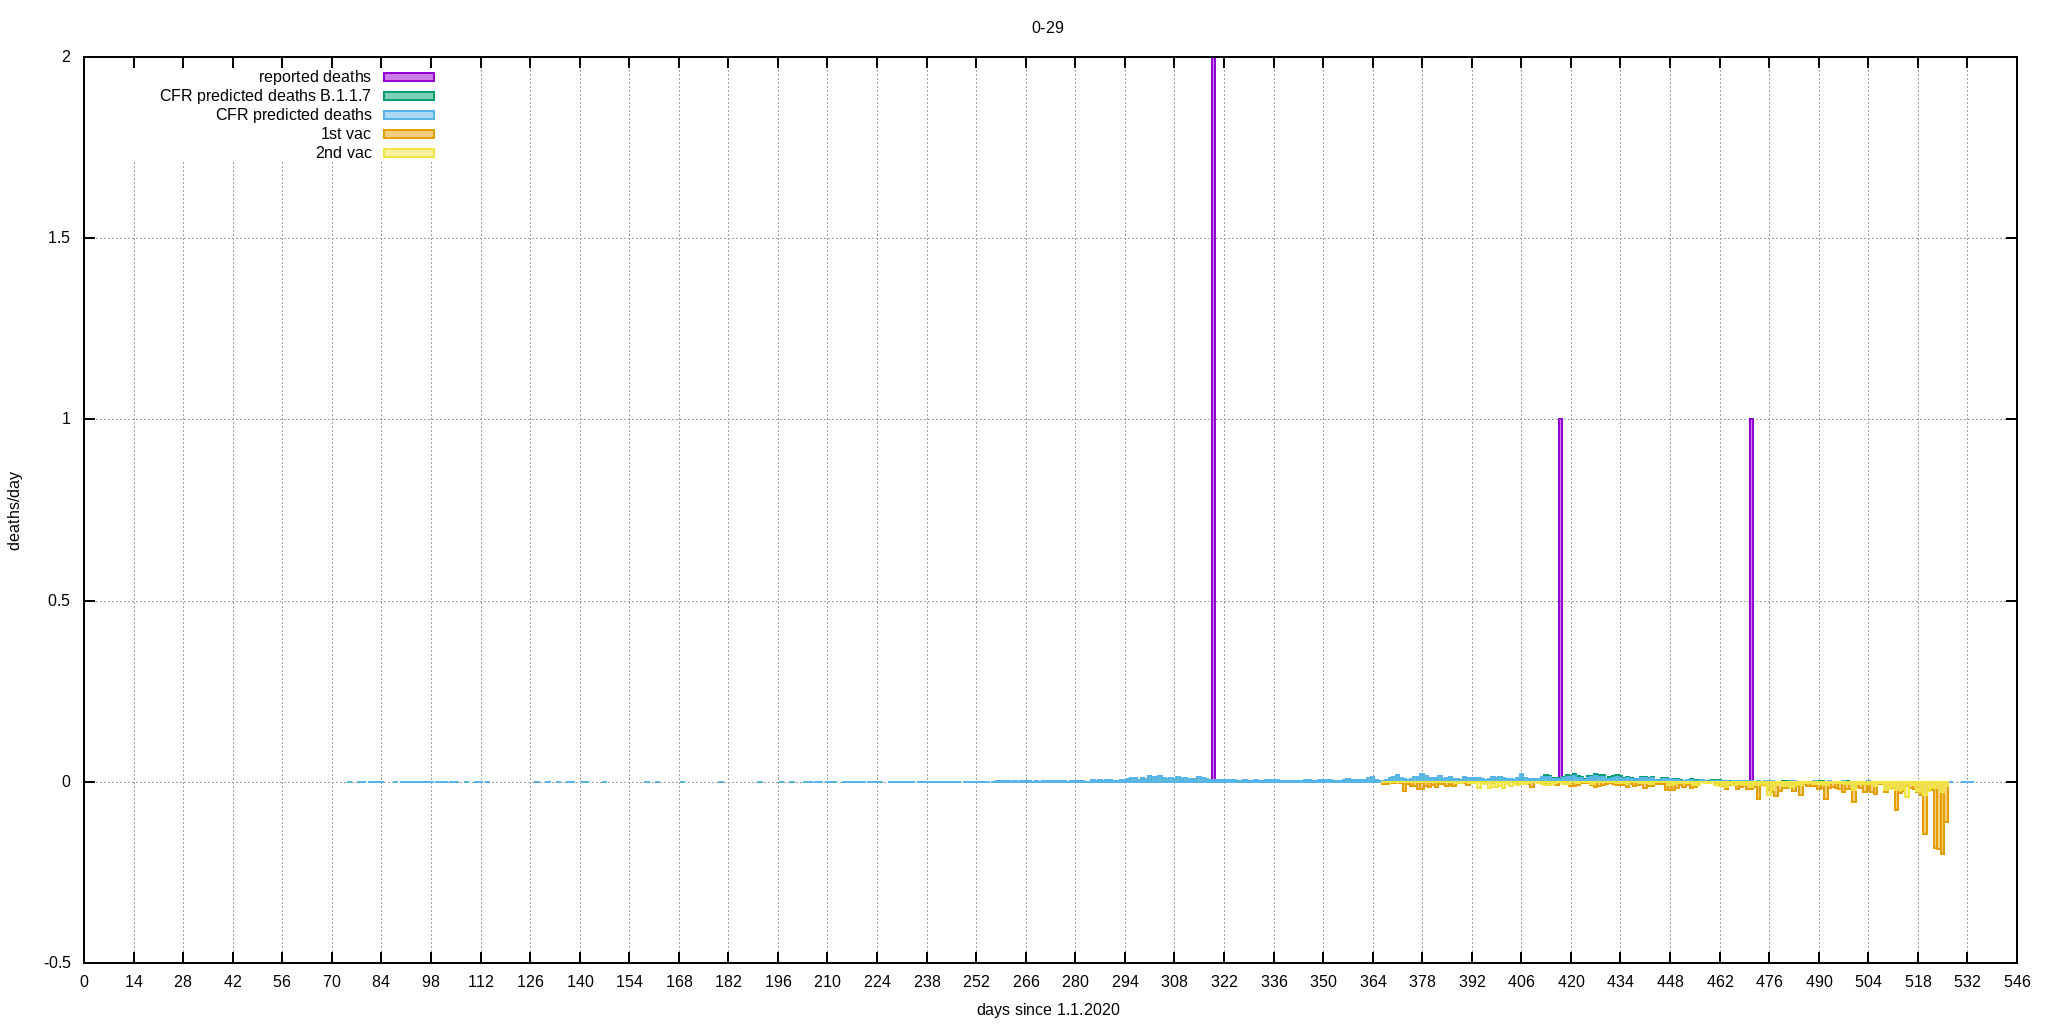 0-29
2
reported deaths
CFR predicted deaths B.1.1.7
CFR predicted deaths
1st vac
2nd vac
1.5
1
0.5
0
-0.5
deaths/day
0 14 28 42 56 70 84 98 112 126 140 154 168 182 196 210 224 238 252 266 280 294 308 322 336 350 364 378 392 406 420 434 448 462 476 490 504 518 532 546
days since 1.1.2020